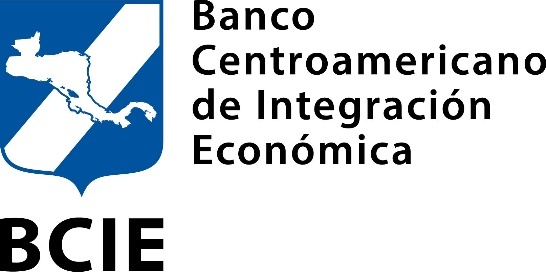 Banco
Centroamericano
de Integración
Económica
BCIE